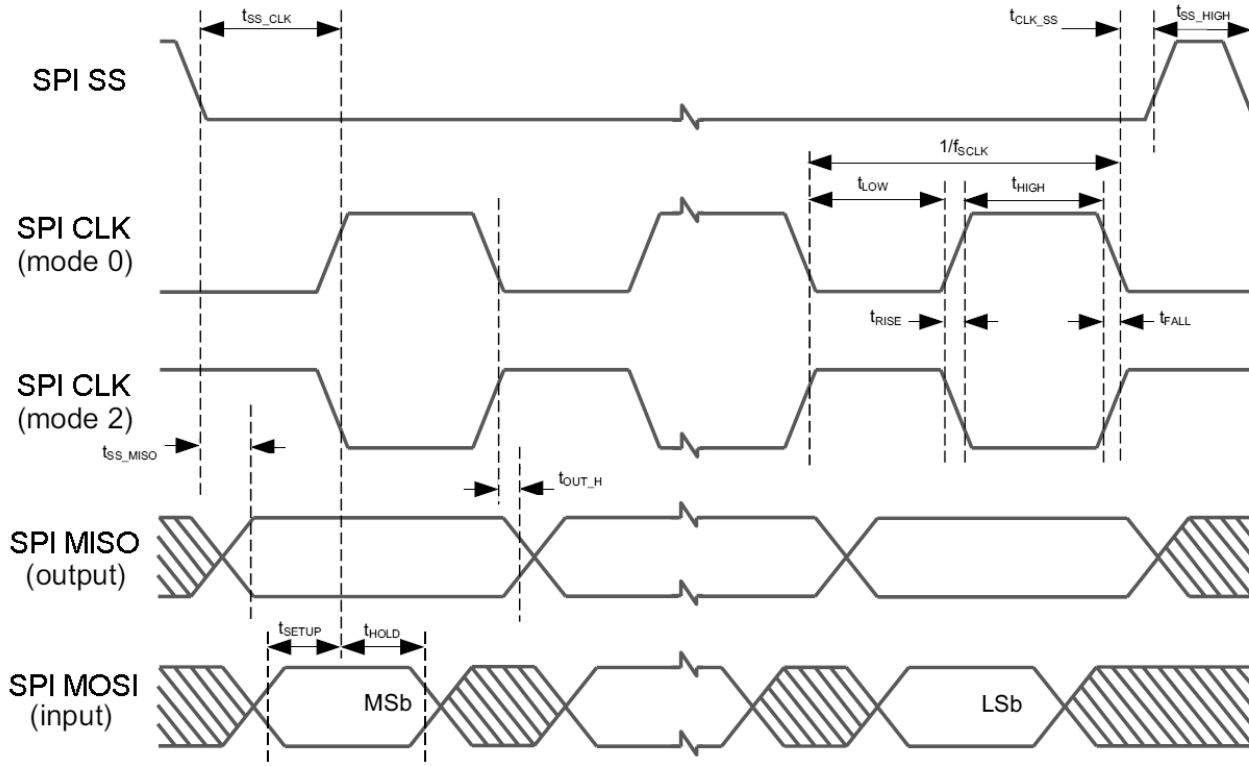 tSS_CLK
tCLK_SS
tSS_HIGH
SPI SS
1/fSCLK
tLOW
tHIGH
SPI CLK
(mode 0)
tRISE
tFALL
SPI CLK
(mode 2)
tSS_MISO
tOUT_H
SPI MISO
(output)
tSETUP
tHOLD
SPI MOSI
(input)
MSb
LSb